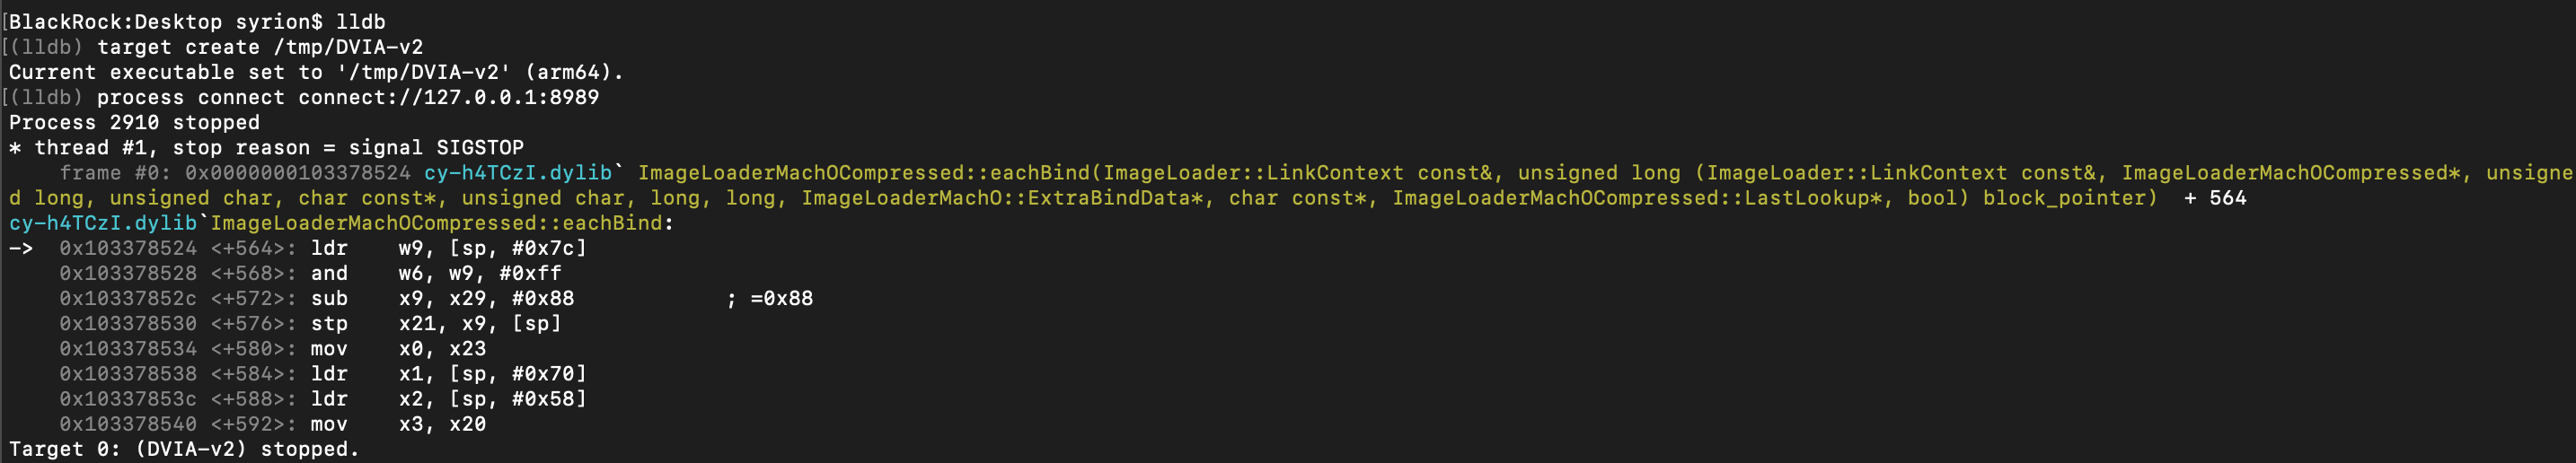 [BlackRock:Desktop syrion$ lldb
[(lldb) target create /tmp/DVIA-v2
Current executable set to '/tmp/DVIA-v2' (arm64).
[(lldb) process connect connect://127.0.0.1:8989
Process 2910 stopped
* thread #1, stop reason = signal SIGSTOP
    frame #0: 0x0000000103378524 cy-h4TCzI.dylib` ImageLoaderMachOCompressed::eachBind(ImageLoader::LinkContext const&, unsigned long (ImageLoader::LinkContext const&, ImageLoaderMachOCompressed*, unsigne
d long, unsigned char, char const*, unsigned char, long, long, ImageLoaderMachO::ExtraBindData*, char const*, ImageLoaderMachOCompressed::LastLookup*, bool) block_pointer)  + 564
cy-h4TCzI.dylib`ImageLoaderMachOCompressed::eachBind:
->  0x103378524 <+564>: ldr    w9, [sp, #0x7c]
    0x103378528 <+568>: and    w6, w9, #0xff
    0x10337852c <+572>: sub    x9, x29, #0x88            ; =0x88
    0x103378530 <+576>: stp    x21, x9, [sp]
    0x103378534 <+580>: mov    x0, x23
    0x103378538 <+584>: ldr    x1, [sp, #0x70]
    0x10337853c <+588>: ldr    x2, [sp, #0x58]
    0x103378540 <+592>: mov    x3, x20
Target 0: (DVIA-v2) stopped.